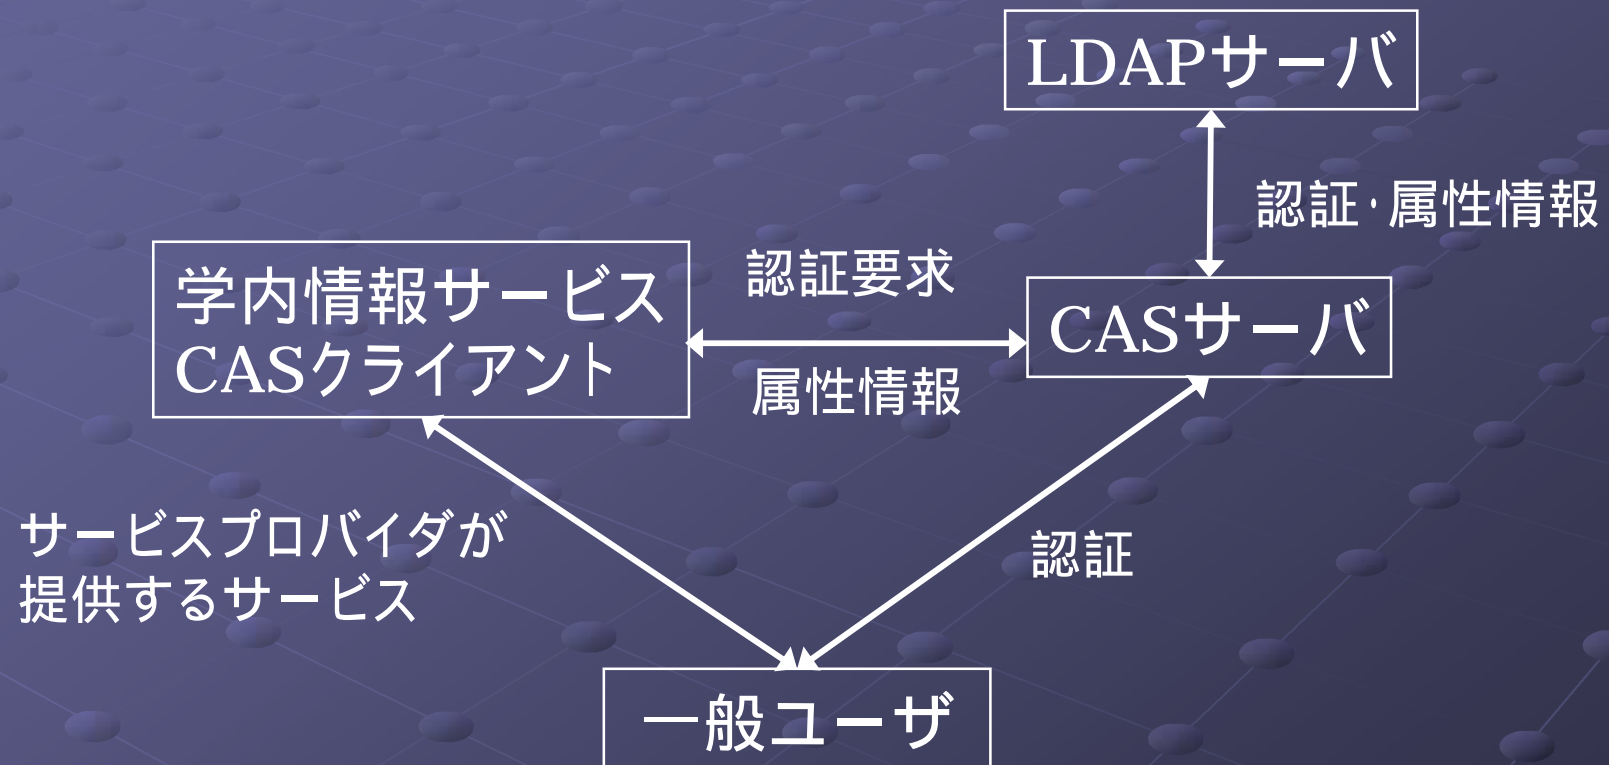 LDAPサーバ
認証・属性情報
学内情報サービス
CASクライアント
認証要求
属性情報
CASサーバ
サービスプロバイダが
提供するサービス
認証
一般ユーザ